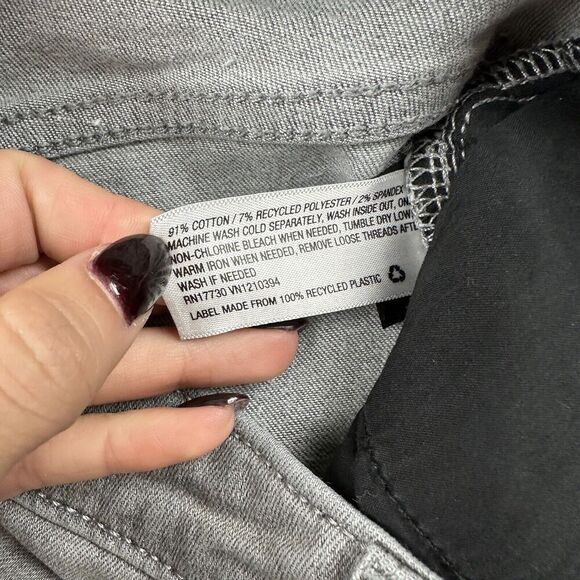 91% COTTON / 7% RECYCLED POLYESTER / 2% SPANDEX
MACHINE WASH COLD SEPARATELY, WASH INSIDE OUT,
NON-CHLORINE BLEACH WHEN NEEDED, TUMBLE DRY LOW
WARM IRON WHEN NEEDED, REMOVE LOOSE THREADS
WASH IF NEEDED
RN17730 VN1210394
LABEL MADE FROM 100% RECYCLED PLASTIC